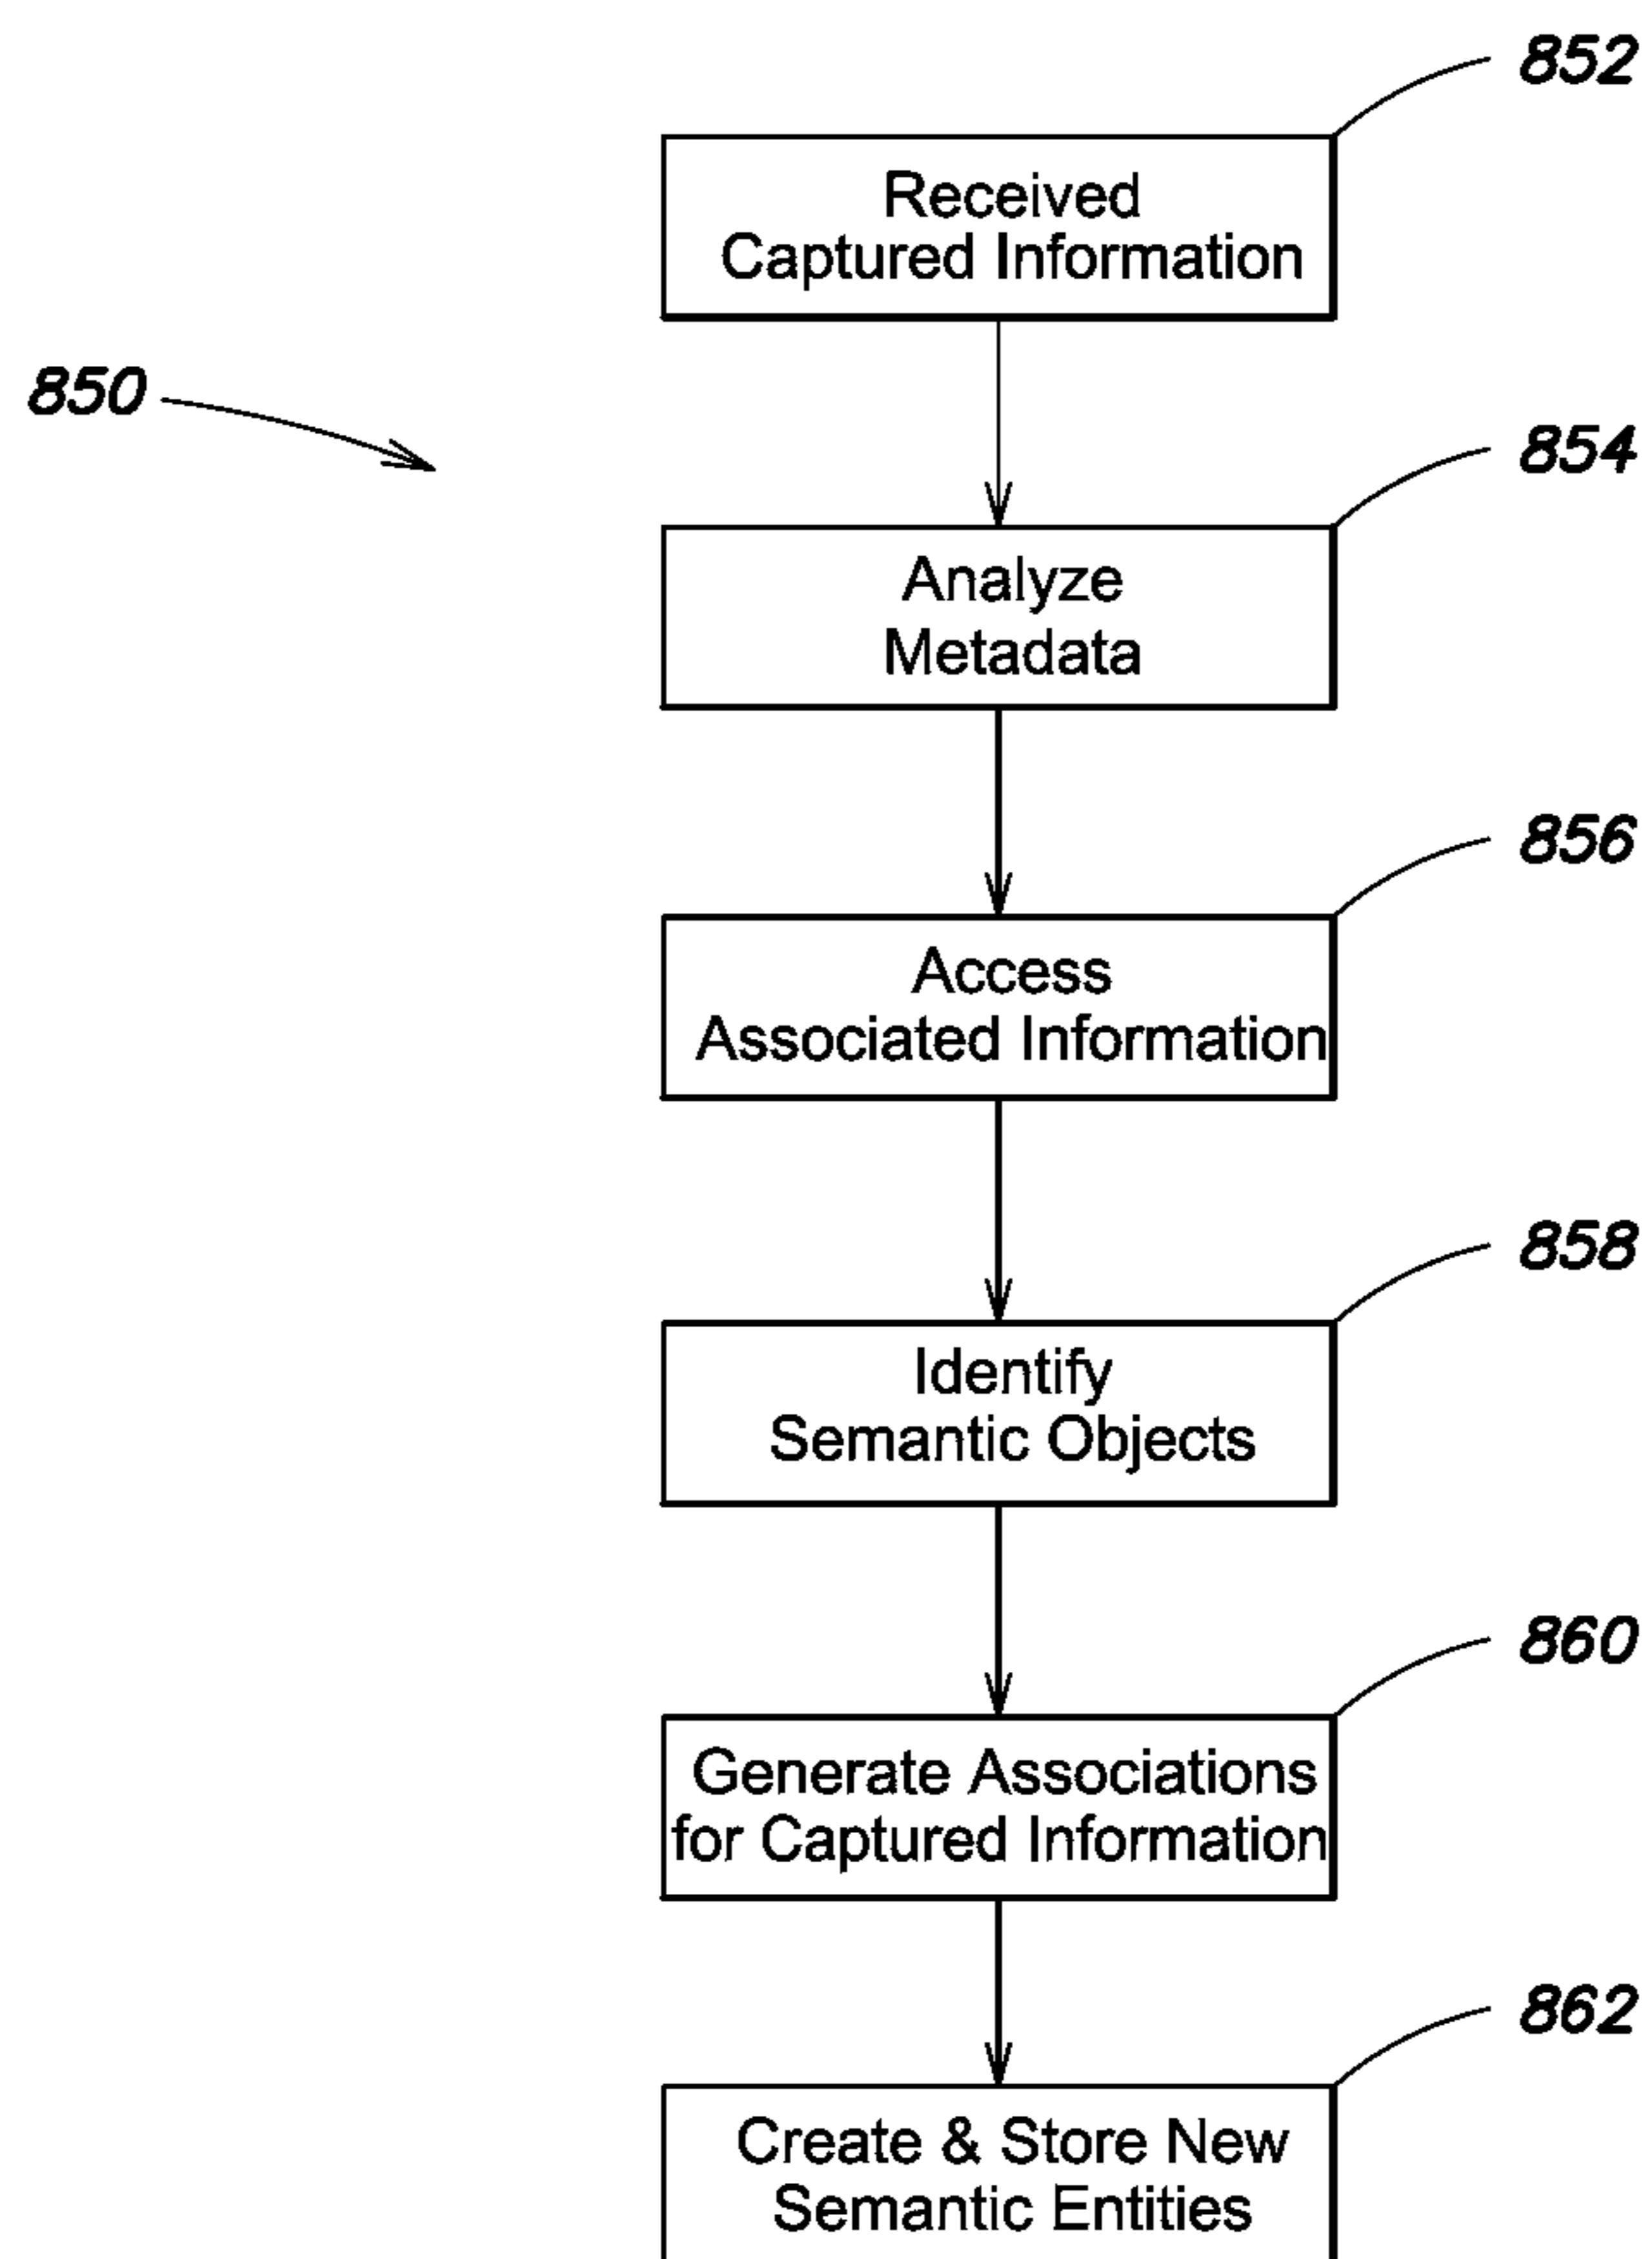 852
Received
Captured Information
850
854
Analyze
Metadata
856
Access
Associated Information
858
Identify
Semantic Objects
860
Generate Associations
for Captured Information
862
Create & Store New
Semantic Entities